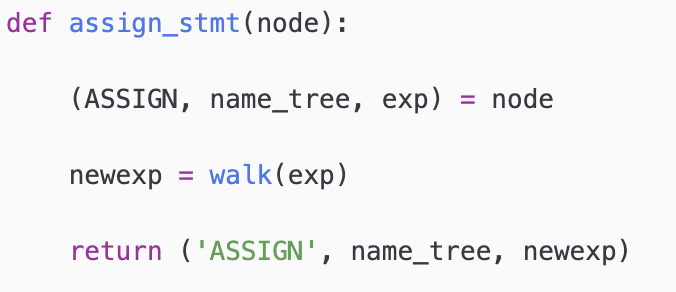 def assign_stmt(node):
    (ASSIGN, name_tree, exp) = node
    newexp = walk(exp)
    return ('ASSIGN', name_tree, newexp)